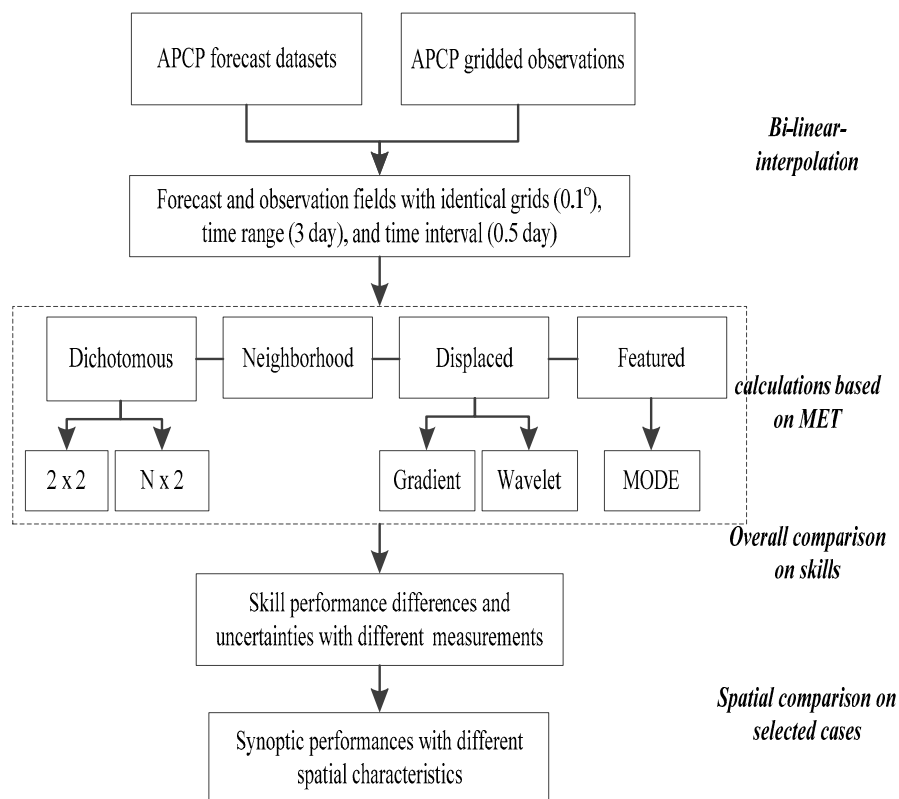 APCP forecast datasets
APCP gridded observations
Bi-linear-
interpolation
Forecast and observation fields with identical grids (0.1°),
time range (3 day), and time interval (0.5 day)
Dichotomous
Neighborhood
Displaced
Featured
calculations based
on MET
2 x 2
N x 2
Gradient
Wavelet
MODE
Overall comparison
on skills
Skill performance differences and
uncertainties with different measurements
Spatial comparison on
selected cases
Synoptic performances with different
spatial characteristics